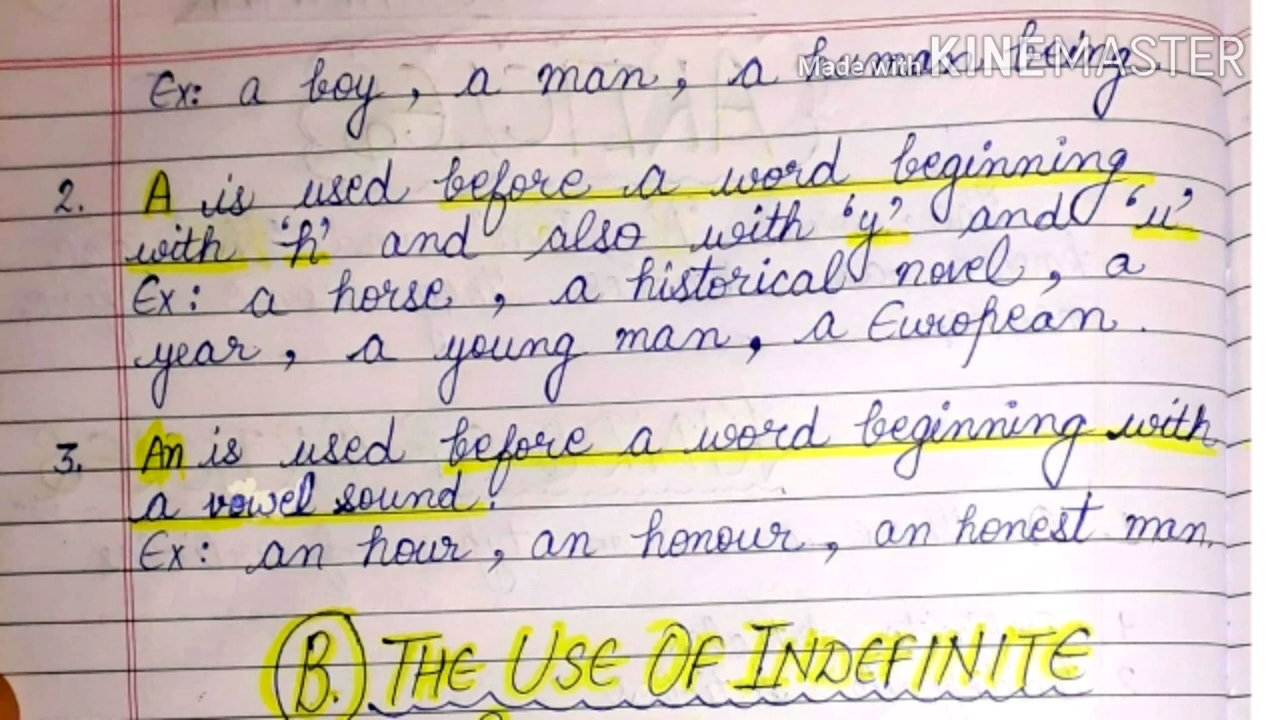 Made with KINEMASTER
Ex: a boy, a man, a human being
2. A is used before a word beginning
with 'h' and also with 'y' and 'u'
Ex: a horse, a historical novel, a
year, a young man, a European.
3. An is used before a word beginning with
a vowel sound.
Ex: an hour, an honour, an honest man.
B. THE USE OF INDEFINITE